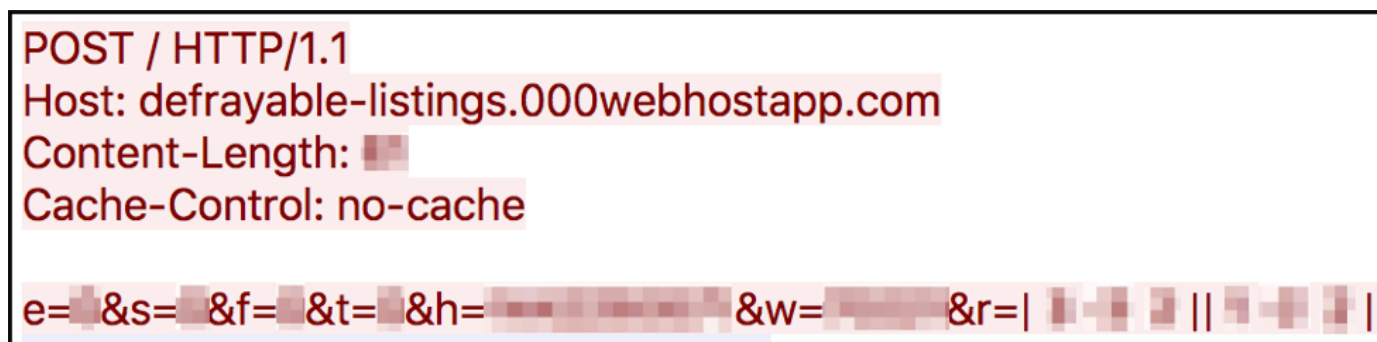 POST / HTTP/1.1
Host: defrayable-listings.000webhostapp.com
Content-Length:
Cache-Control: no-cache
e= &s= &f= &t= &h= &w= &r=| || |